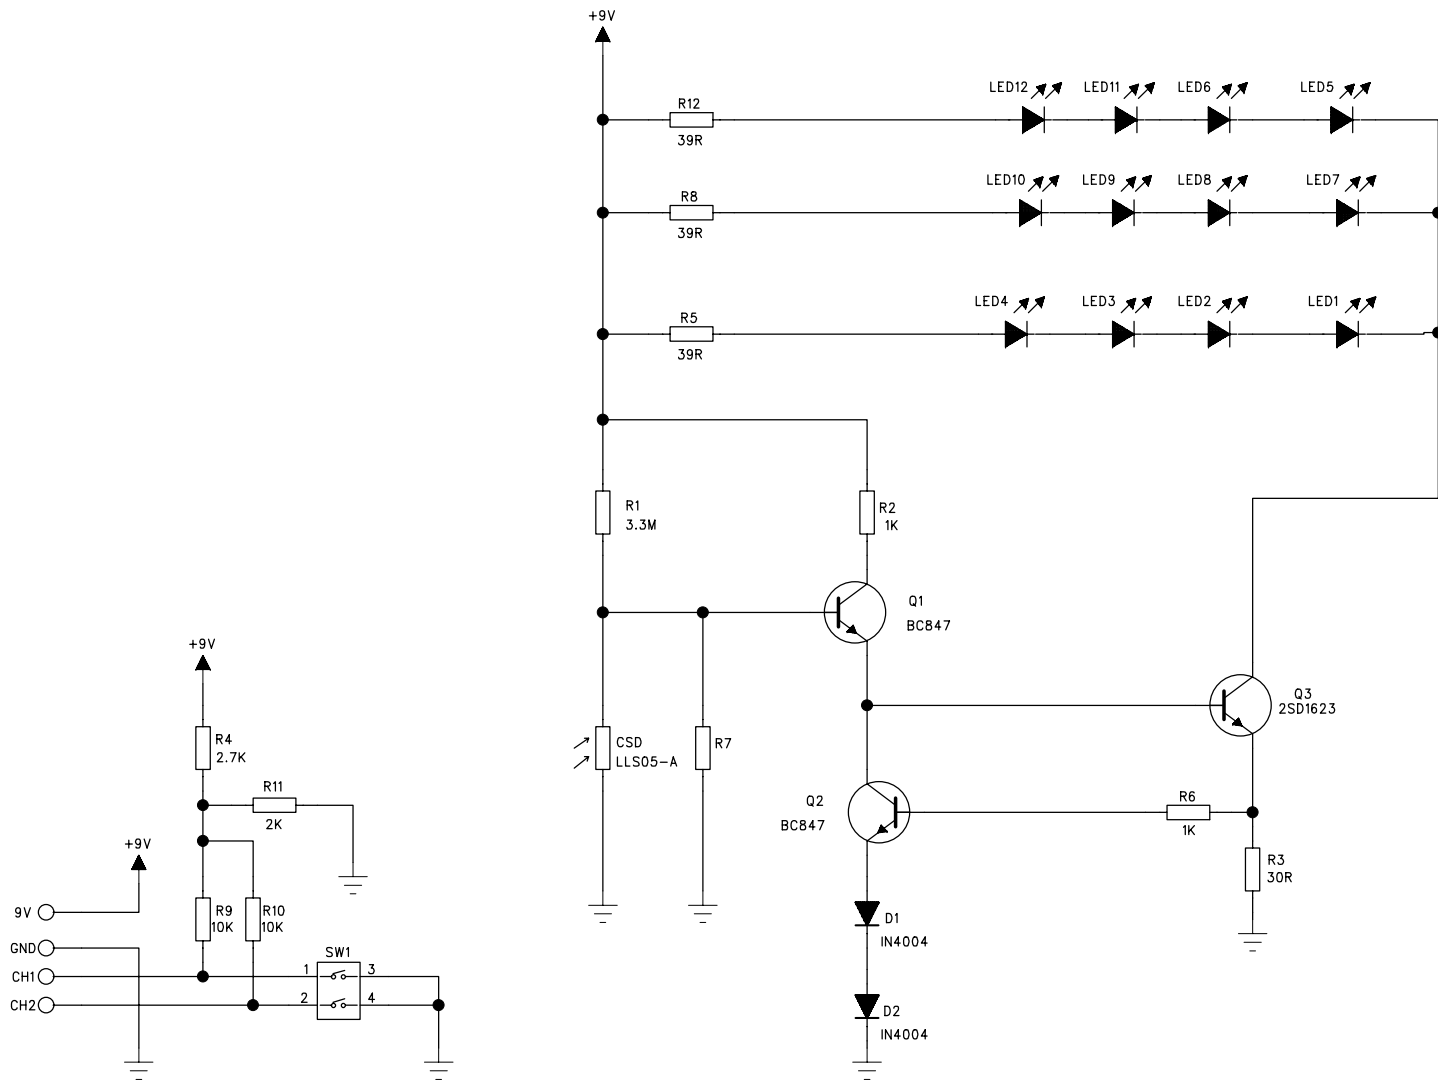 +9V
LED12
LED11
LED6
LED5
R12
39R
LED10
LED9
LED8
LED7
R8
39R
LED4
LED3
LED2
LED1
R5
39R
R1
3.3M
R2
1K
Q1
BC847
+9V
Q3
2SD1623
R4
2.7K
CSD
LLS05-A
R7
R11
2K
Q2
BC847
R6
1K
+9V
R3
30R
9V
R9
10K
R10
10K
D1
IN4004
GND
SW1
CH1
1
3
CH2
2
4
D2
IN4004